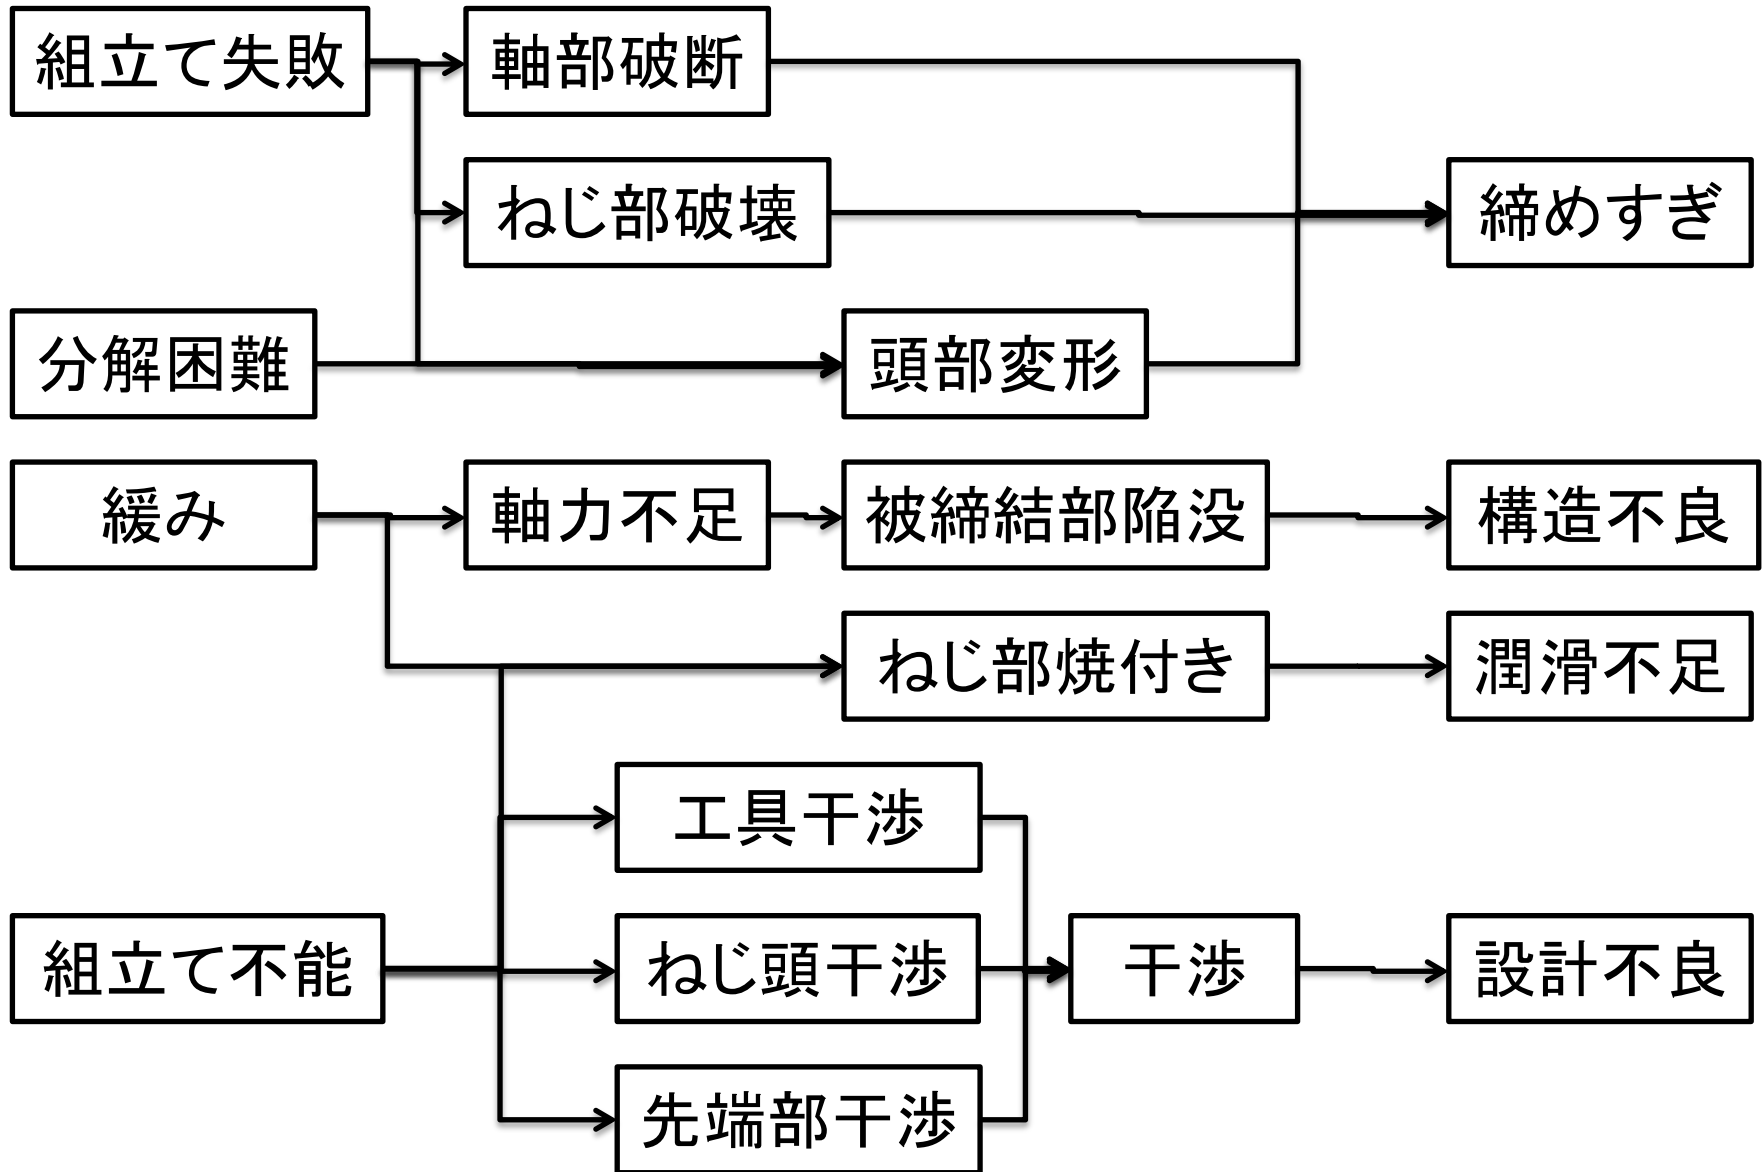 組立て失敗
軸部破断
ねじ部破壊
締めすぎ
分解困難
頭部変形
緩み
軸力不足
被締結部陥没
構造不良
ねじ部焼付き
潤滑不足
工具干渉
組立て不能
ねじ頭干渉
干渉
設計不良
先端部干渉